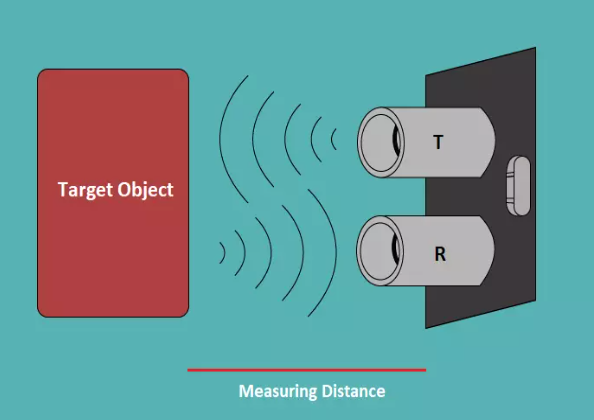 Target Object
T
R
Measuring Distance